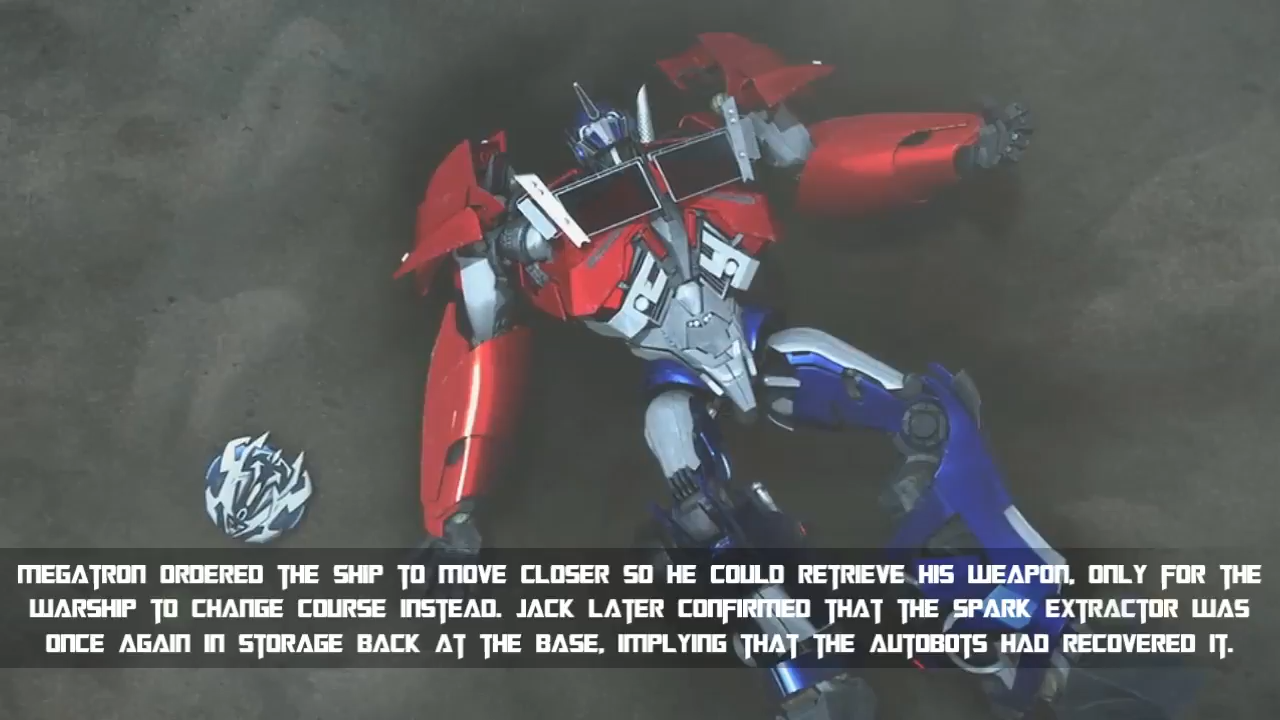 MEGATRON ORDERED THE SHIP TO MOVE CLOSER SO HE COULD RETRIEVE HIS WEAPON, ONLY FOR THE
WARSHIP TO CHANGE COURSE INSTEAD. JACK LATER CONFIRMED THAT THE SPARK EXTRACTOR WAS
ONCE AGAIN IN STORAGE BACK AT THE BASE, IMPLYING THAT THE AUTOBOTS HAD RECOVERED IT.